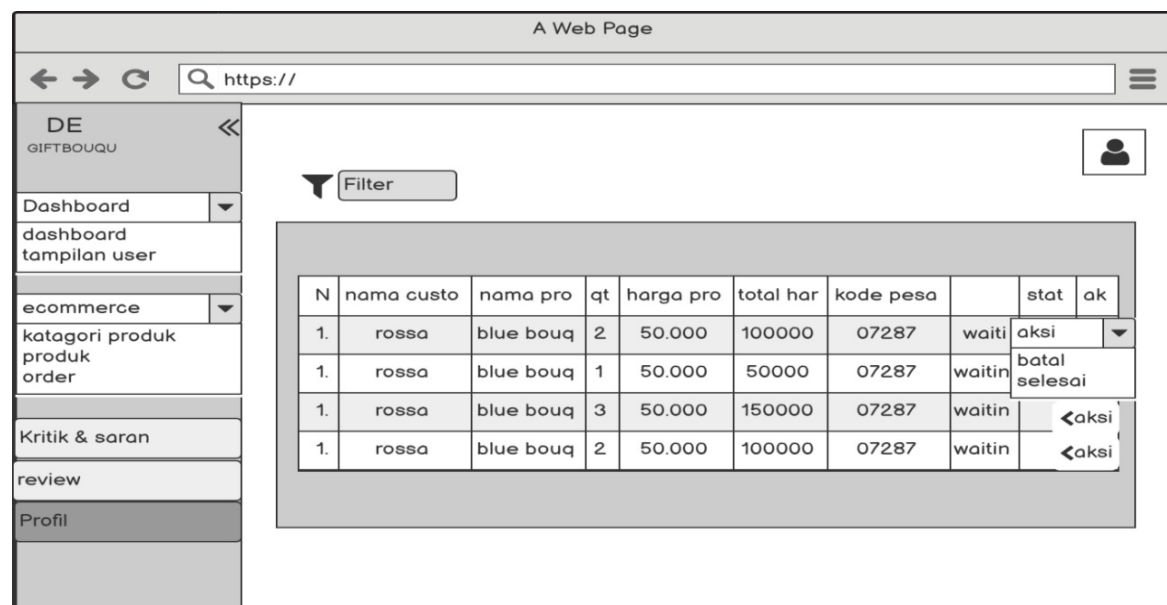 A Web Page
https://
DE
GIFTBOUQU
Filter
Dashboard
dashboard
tampilan user
ecommerce
katagori produk
produk
order
Kritik & saran
review
Profil
N nama custo nama pro qt harga pro total har kode pesa stat ak
1. rossa blue bouq 2 50.000 100000 07287 waiti aksi
batal
selesai
1. rossa blue bouq 1 50.000 50000 07287 waitin
1. rossa blue bouq 3 50.000 150000 07287 waitin aksi
1. rossa blue bouq 2 50.000 100000 07287 waitin aksi